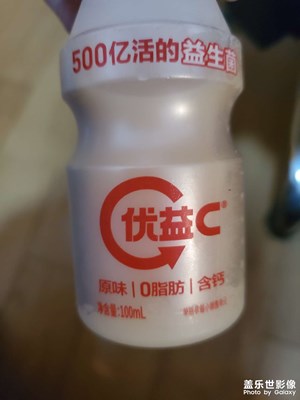 500亿活的益生菌
优益C®
原味 | 0脂肪 | 含钙
净含量:100mL
盖乐世影像
Photo by Galaxy